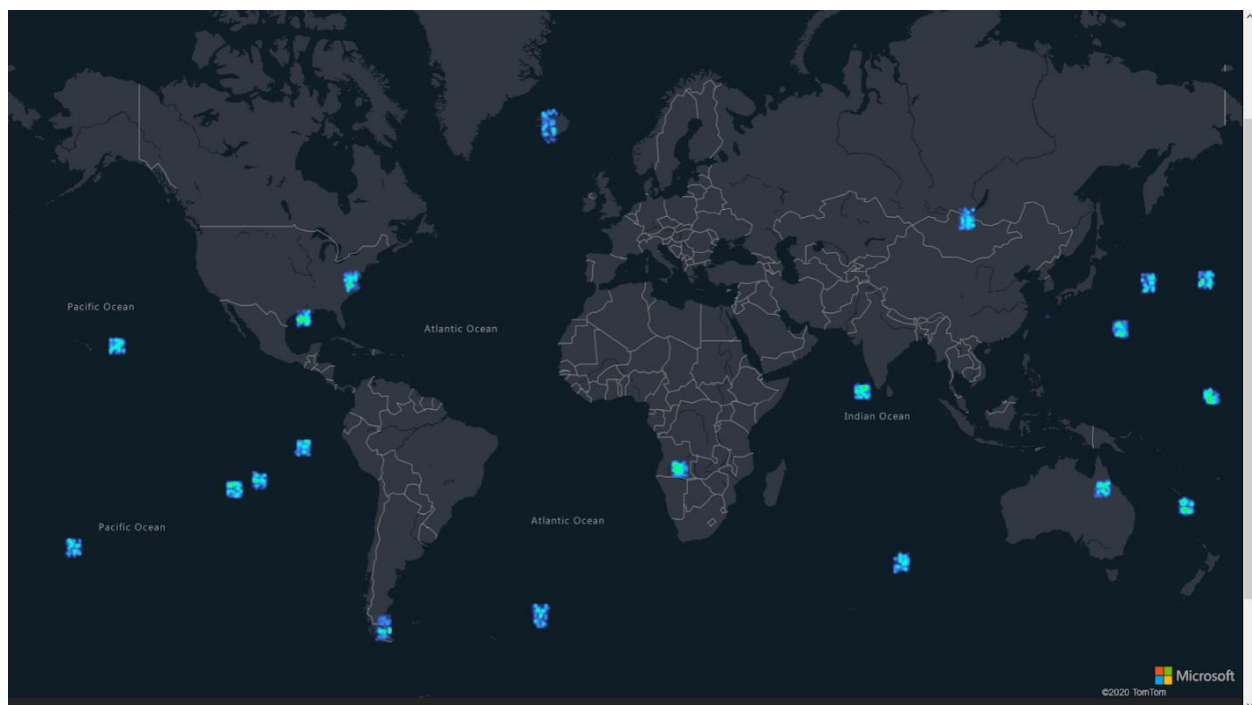 Pacific Ocean
Atlantic Ocean
Indian Ocean
Pacific Ocean
Atlantic Ocean
Microsoft
©2020 TomTom